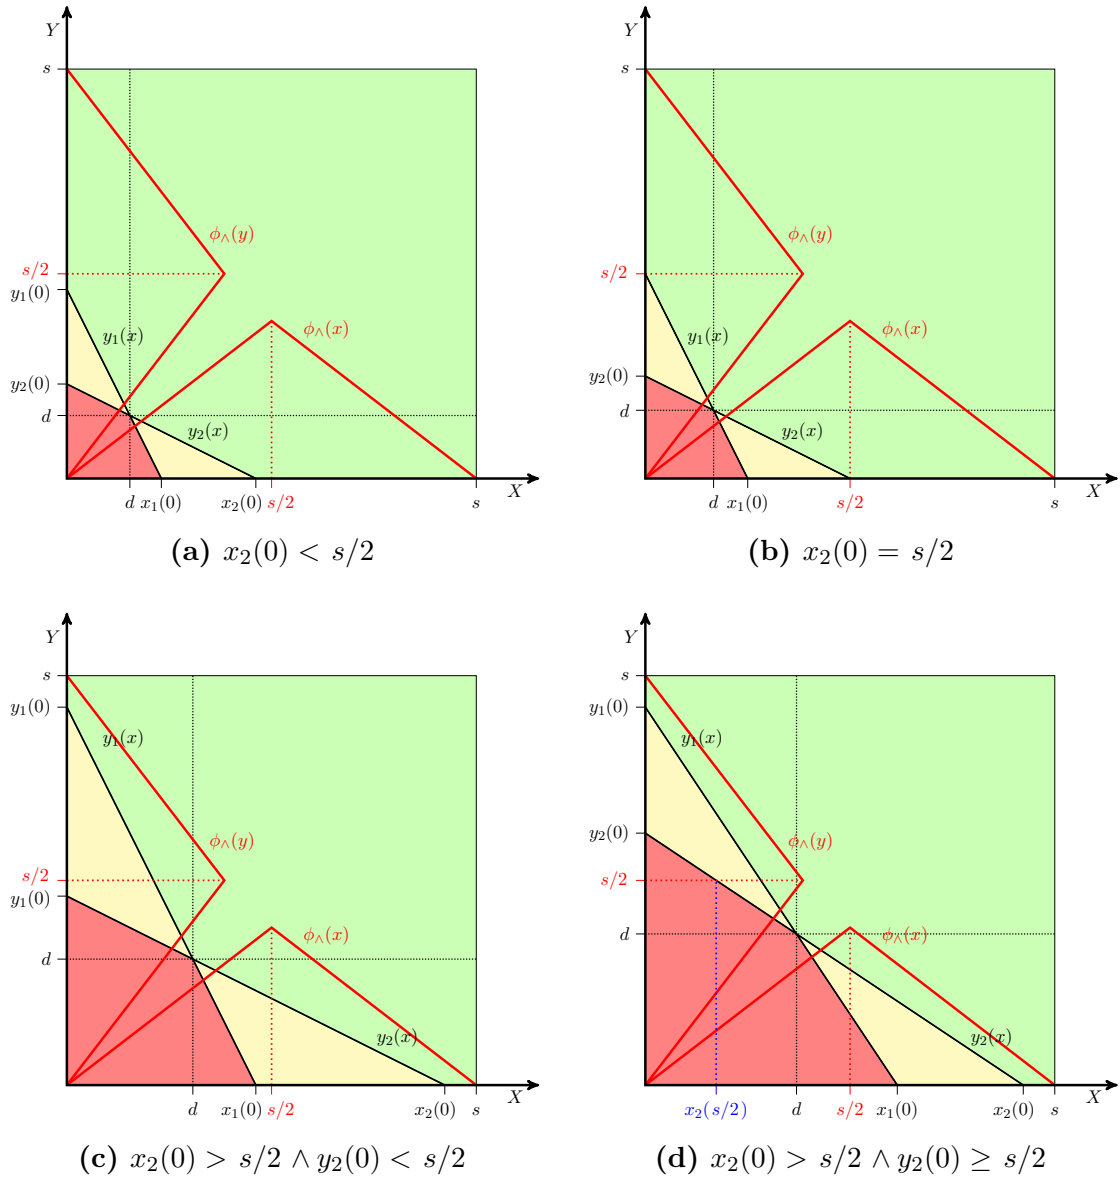 Y
s
ϕ∧(y)
s/2
y₁(0)
y₁(x)
ϕ∧(x)
y₂(0)
d
y₂(x)
d x₁(0) x₂(0) s/2 s X
(a) x₂(0) < s/2
Y
s
ϕ∧(y)
s/2
y₁(x)
ϕ∧(x)
y₂(0)
d
y₂(x)
d x₁(0) s/2 s X
(b) x₂(0) = s/2
Y
s
y₁(0)
y₁(x)
ϕ∧(y)
s/2
y₁(0)
ϕ∧(x)
d
y₂(x)
d x₁(0) s/2 x₂(0) s X
(c) x₂(0) > s/2 ∧ y₂(0) < s/2
Y
s
y₁(0)
y₁(x)
y₂(0)
ϕ∧(y)
s/2
d
ϕ∧(x)
y₂(x)
x₂(s/2) d s/2 x₁(0) x₂(0) s X
(d) x₂(0) > s/2 ∧ y₂(0) ≥ s/2